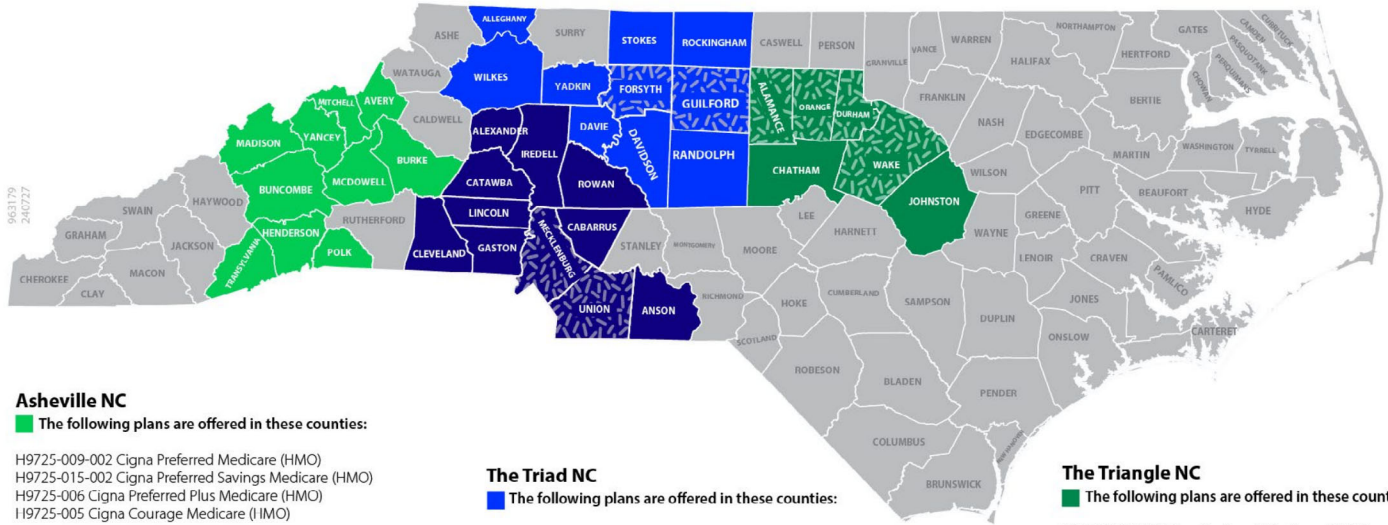 ALLEGHANY
ASHE
SURRY
STOKES
ROCKINGHAM
CASWELL
PERSON
GRANVILLE
VANCE
WARREN
NORTHAMPTON
GATES
CAMDEN
CURRITUCK
PASQUOTANK
PERQUIMANS
CHOWAN
HERTFORD
HALIFAX
WATAUGA
WILKES
YADKIN
FORSYTH
GUILFORD
ALAMANCE
ORANGE
DURHAM
FRANKLIN
BERTIE
MITCHELL
AVERY
CALDWELL
ALEXANDER
DAVIE
NASH
EDGECOMBE
MADISON
YANCEY
BURKE
IREDELL
DAVIDSON
RANDOLPH
CHATHAM
WAKE
MARTIN
WASHINGTON
TYRRELL
BUNCOMBE
MCDOWELL
CATAWBA
ROWAN
JOHNSTON
WILSON
PITT
BEAUFORT
HYDE
963179
240727
SWAIN
HAYWOOD
RUTHERFORD
LINCOLN
CABARRUS
LEE
HARNETT
WAYNE
GREENE
GRAHAM
JACKSON
TRANSYLVANIA
HENDERSON
POLK
CLEVELAND
GASTON
MECKLENBURG
STANLEY
MONTGOMERY
MOORE
LENOIR
CRAVEN
PAMLICO
CHEROKEE
MACON
CLAY
UNION
ANSON
RICHMOND
HOKE
CUMBERLAND
SAMPSON
DUPLIN
JONES
CARTERET
SCOTLAND
ROBESON
BLADEN
ONSLOW
PENDER
COLUMBUS
NEW HANOVER
BRUNSWICK
Asheville NC
The following plans are offered in these counties:
H9725-009-002 Cigna Preferred Medicare (HMO)
H9725-015-002 Cigna Preferred Savings Medicare (HMO)
H9725-006 Cigna Preferred Plus Medicare (HMO)
H9725-005 Cigna Courage Medicare (HMO)
The Triad NC
The following plans are offered in these counties:
The Triangle NC
The following plans are offered in these count